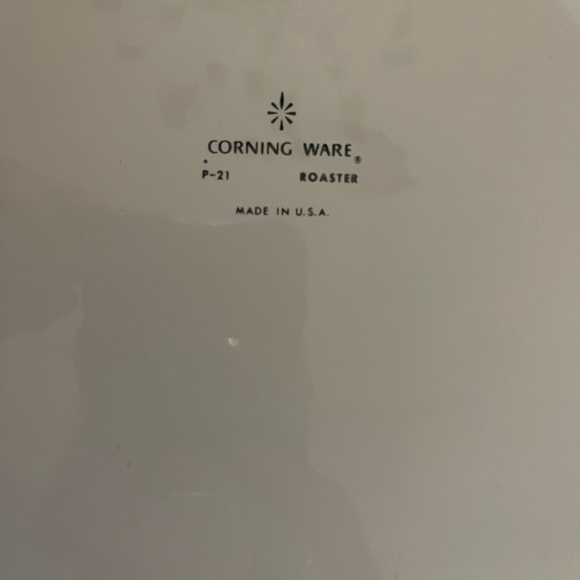 CORNING WARE®
P-21 ROASTER
MADE IN U.S.A.